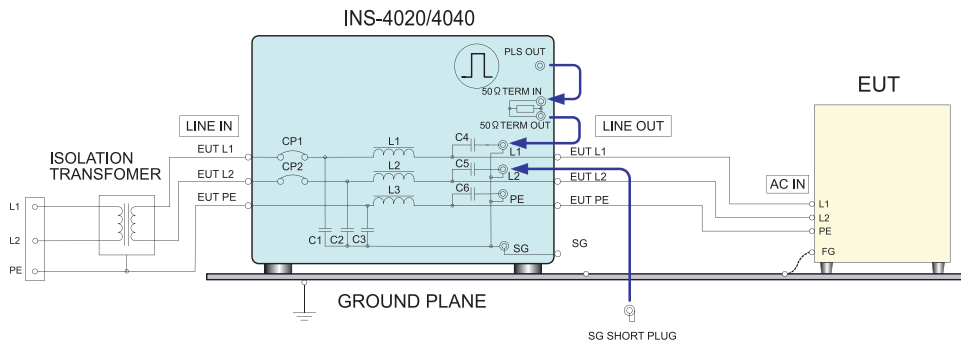 INS-4020/4040
PLS OUT
50Ω TERM IN
50Ω TERM OUT
EUT
LINE IN
LINE OUT
CP1
L1
C4
EUT L1
L1
EUT L1
ISOLATION
TRANSFOMER
CP2
L2
C5
EUT L2
L2
EUT L2
AC IN
L3
C6
EUT PE
PE
EUT PE
L1
L1
L2
PE
L2
C1
C2
C3
SG
SG
FG
PE
GROUND PLANE
SG SHORT PLUG